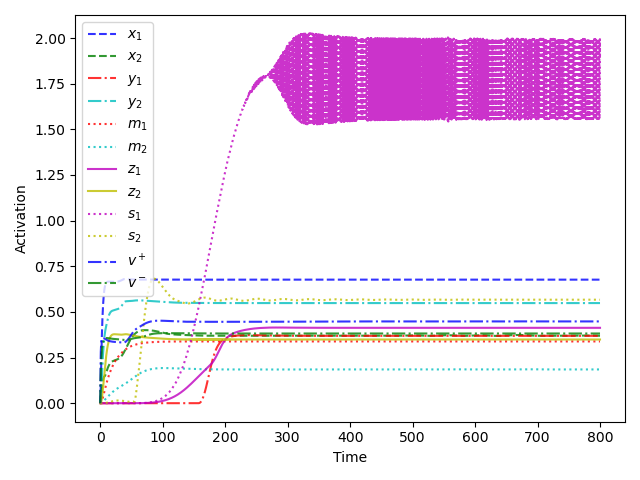 2.00
1.75
1.50
1.25
1.00
0.75
0.50
0.25
0.00
Activation
x₁
x₂
y₁
y₂
m₁
m₂
z₁
z₂
s₁
s₂
v⁺
v⁻
0 100 200 300 400 500 600 700 800
Time